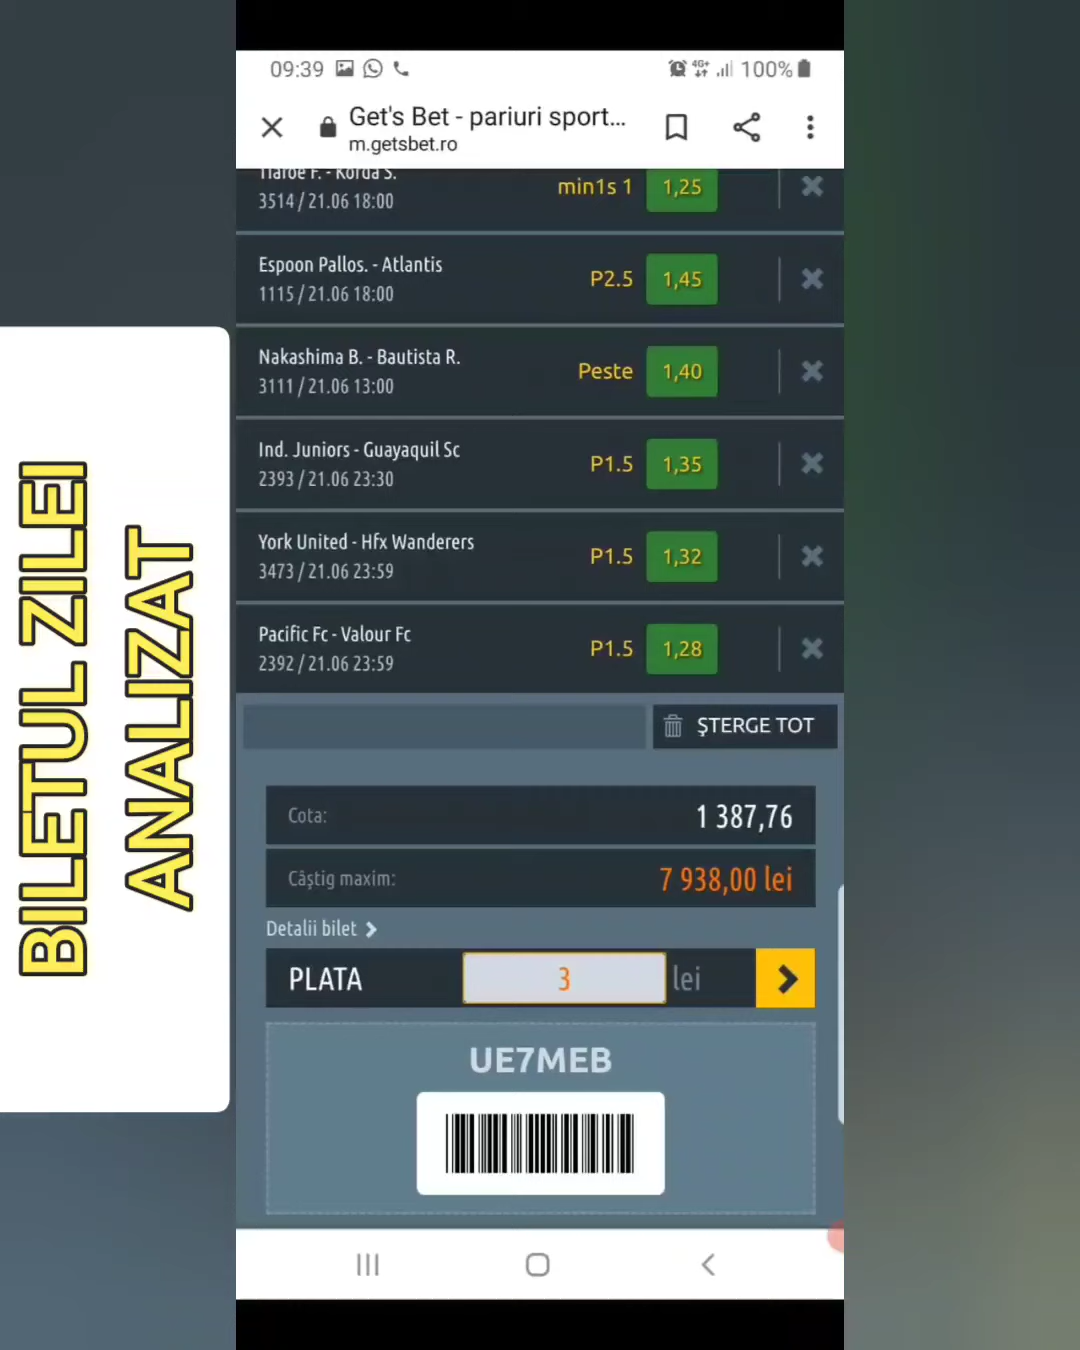 BILETUL ZILEI
ANALIZAT
09:39
4G+
100%
Get's Bet - pariuri sport...
m.getsbet.ro
Tiafoe F. - Korda S.
min1s 1
1,25
3514 / 21.06 18:00
Espoon Pallos. - Atlantis
P2.5
1,45
1115 / 21.06 18:00
Nakashima B. - Bautista R.
Peste
1,40
3111 / 21.06 13:00
Ind. Juniors - Guayaquil Sc
P1.5
1,35
2393 / 21.06 23:30
York United - Hfx Wanderers
P1.5
1,32
3473 / 21.06 23:59
Pacific Fc - Valour Fc
P1.5
1,28
2392 / 21.06 23:59
ŞTERGE TOT
Cota:
1 387,76
Câştig maxim:
7 938,00 lei
Detalii bilet
PLATA
3
lei
UE7MEB